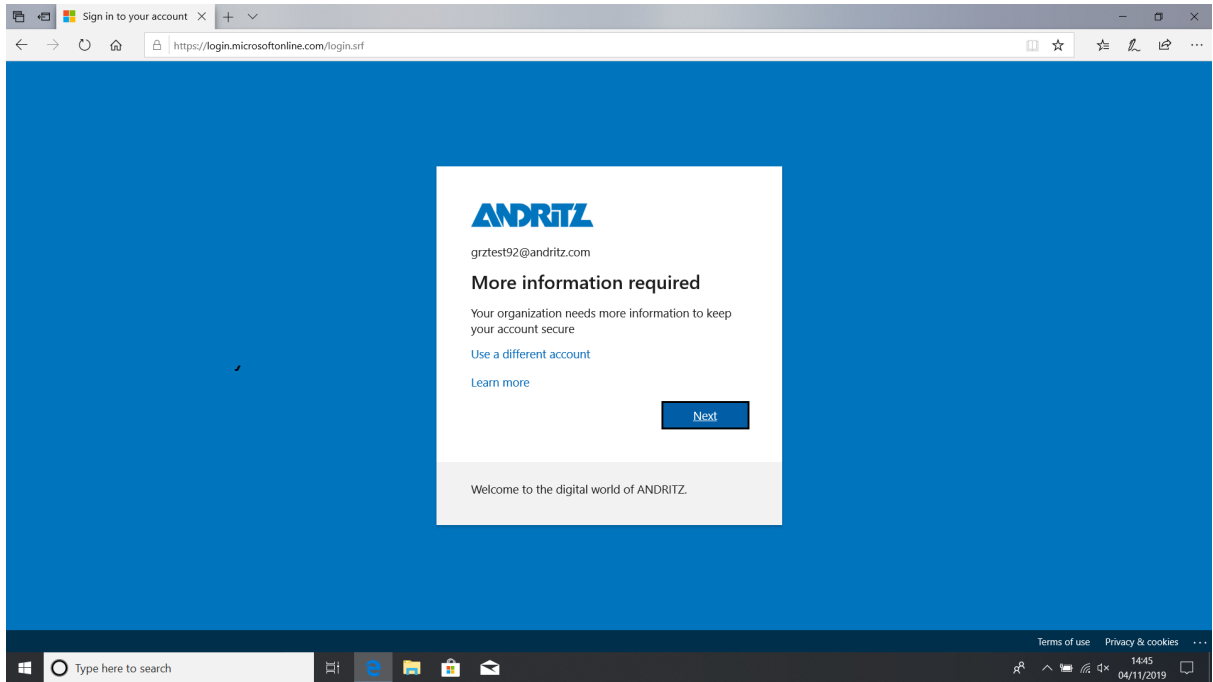 Sign in to your account
https://login.microsoftonline.com/login.srf
ANDRITZ
grztest92@andritz.com
More information required
Your organization needs more information to keep
your account secure
Use a different account
Learn more
Next
Welcome to the digital world of ANDRITZ.
Terms of use Privacy & cookies
Type here to search
14:45
04/11/2019